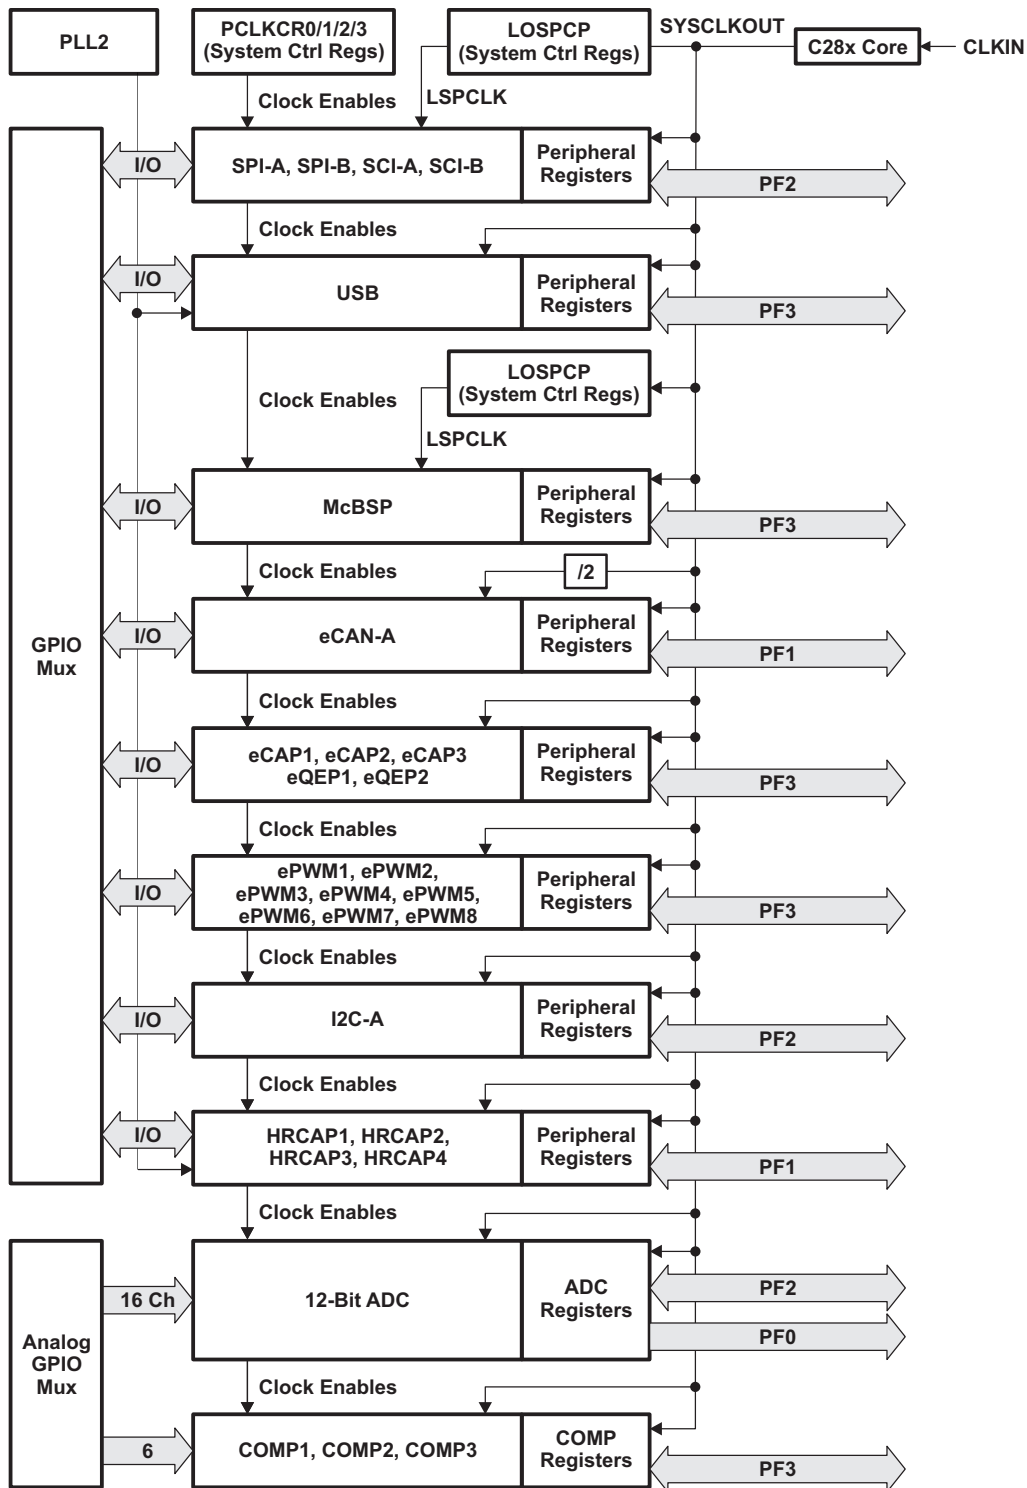 PLL2
PCLKCR0/1/2/3
(System Ctrl Regs)
LOSPCP
(System Ctrl Regs)
SYSCLKOUT
C28x Core
CLKIN
Clock Enables
LSPCLK
I/O
SPI-A, SPI-B, SCI-A, SCI-B
Peripheral
Registers
PF2
Clock Enables
I/O
USB
Peripheral
Registers
PF3
LOSPCP
(System Ctrl Regs)
Clock Enables
LSPCLK
I/O
McBSP
Peripheral
Registers
PF3
Clock Enables
/2
GPIO
Mux
I/O
eCAN-A
Peripheral
Registers
PF1
Clock Enables
I/O
eCAP1, eCAP2, eCAP3
eQEP1, eQEP2
Peripheral
Registers
PF3
Clock Enables
I/O
ePWM1, ePWM2,
ePWM3, ePWM4, ePWM5,
ePWM6, ePWM7, ePWM8
Peripheral
Registers
PF3
Clock Enables
I/O
I2C-A
Peripheral
Registers
PF2
Clock Enables
I/O
HRCAP1, HRCAP2,
HRCAP3, HRCAP4
Peripheral
Registers
PF1
Clock Enables
Analog
GPIO
Mux
16 Ch
12-Bit ADC
ADC
Registers
PF2
PF0
Clock Enables
6
COMP1, COMP2, COMP3
COMP
Registers
PF3